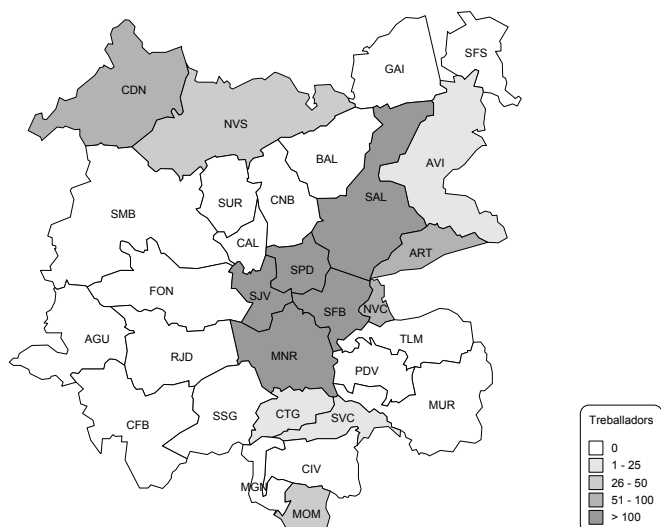 SFS
GAI
CDN
NVS
BAL
AVI
SAL
SUR
CNB
SMB
CAL
ART
SPD
FON
SJV
SFB
NVC
AGU
TLM
RJD
MNR
PDV
MUR
SSG
CTG
SVC
CFB
CIV
MGN
MOM
Treballadors
0
1 - 25
26 - 50
51 - 100
> 100